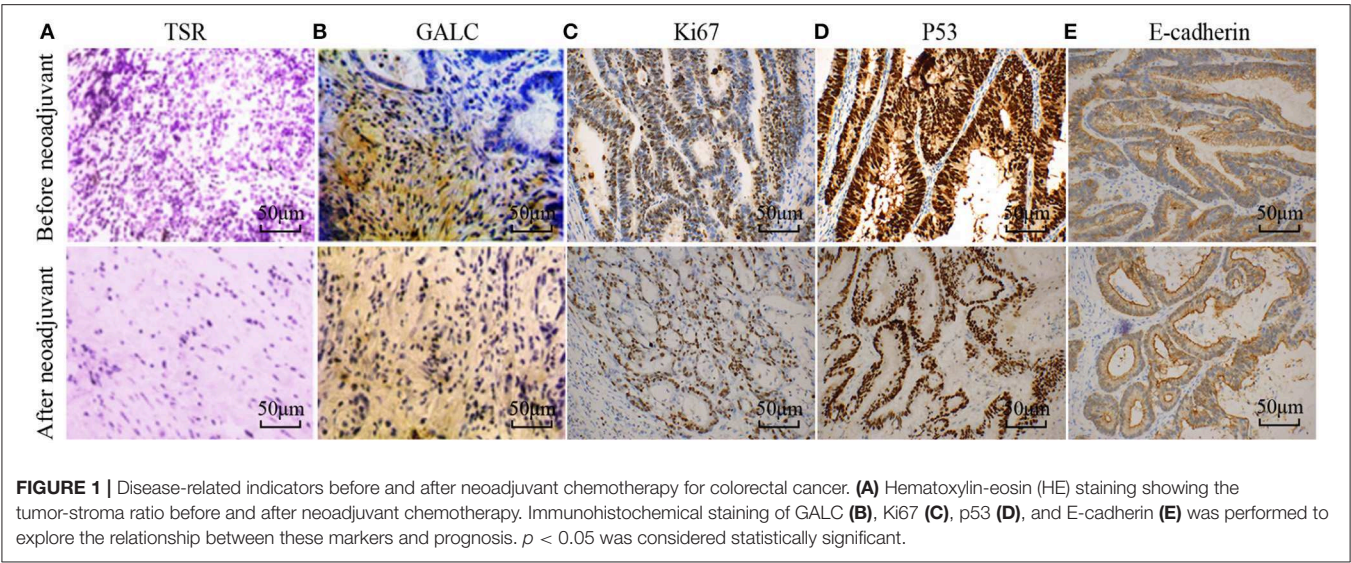 A TSR B GALC C Ki67 D P53 E E-cadherin
Before neoadjuvant
50μm 50μm 50μm 50μm 50μm
After neoadjuvant
50μm 50μm 50μm 50μm 50μm
FIGURE 1 | Disease-related indicators before and after neoadjuvant chemotherapy for colorectal cancer. (A) Hematoxylin-eosin (HE) staining showing the
tumor-stroma ratio before and after neoadjuvant chemotherapy. Immunohistochemical staining of GALC (B), Ki67 (C), p53 (D), and E-cadherin (E) was performed to
explore the relationship between these markers and prognosis. p < 0.05 was considered statistically significant.